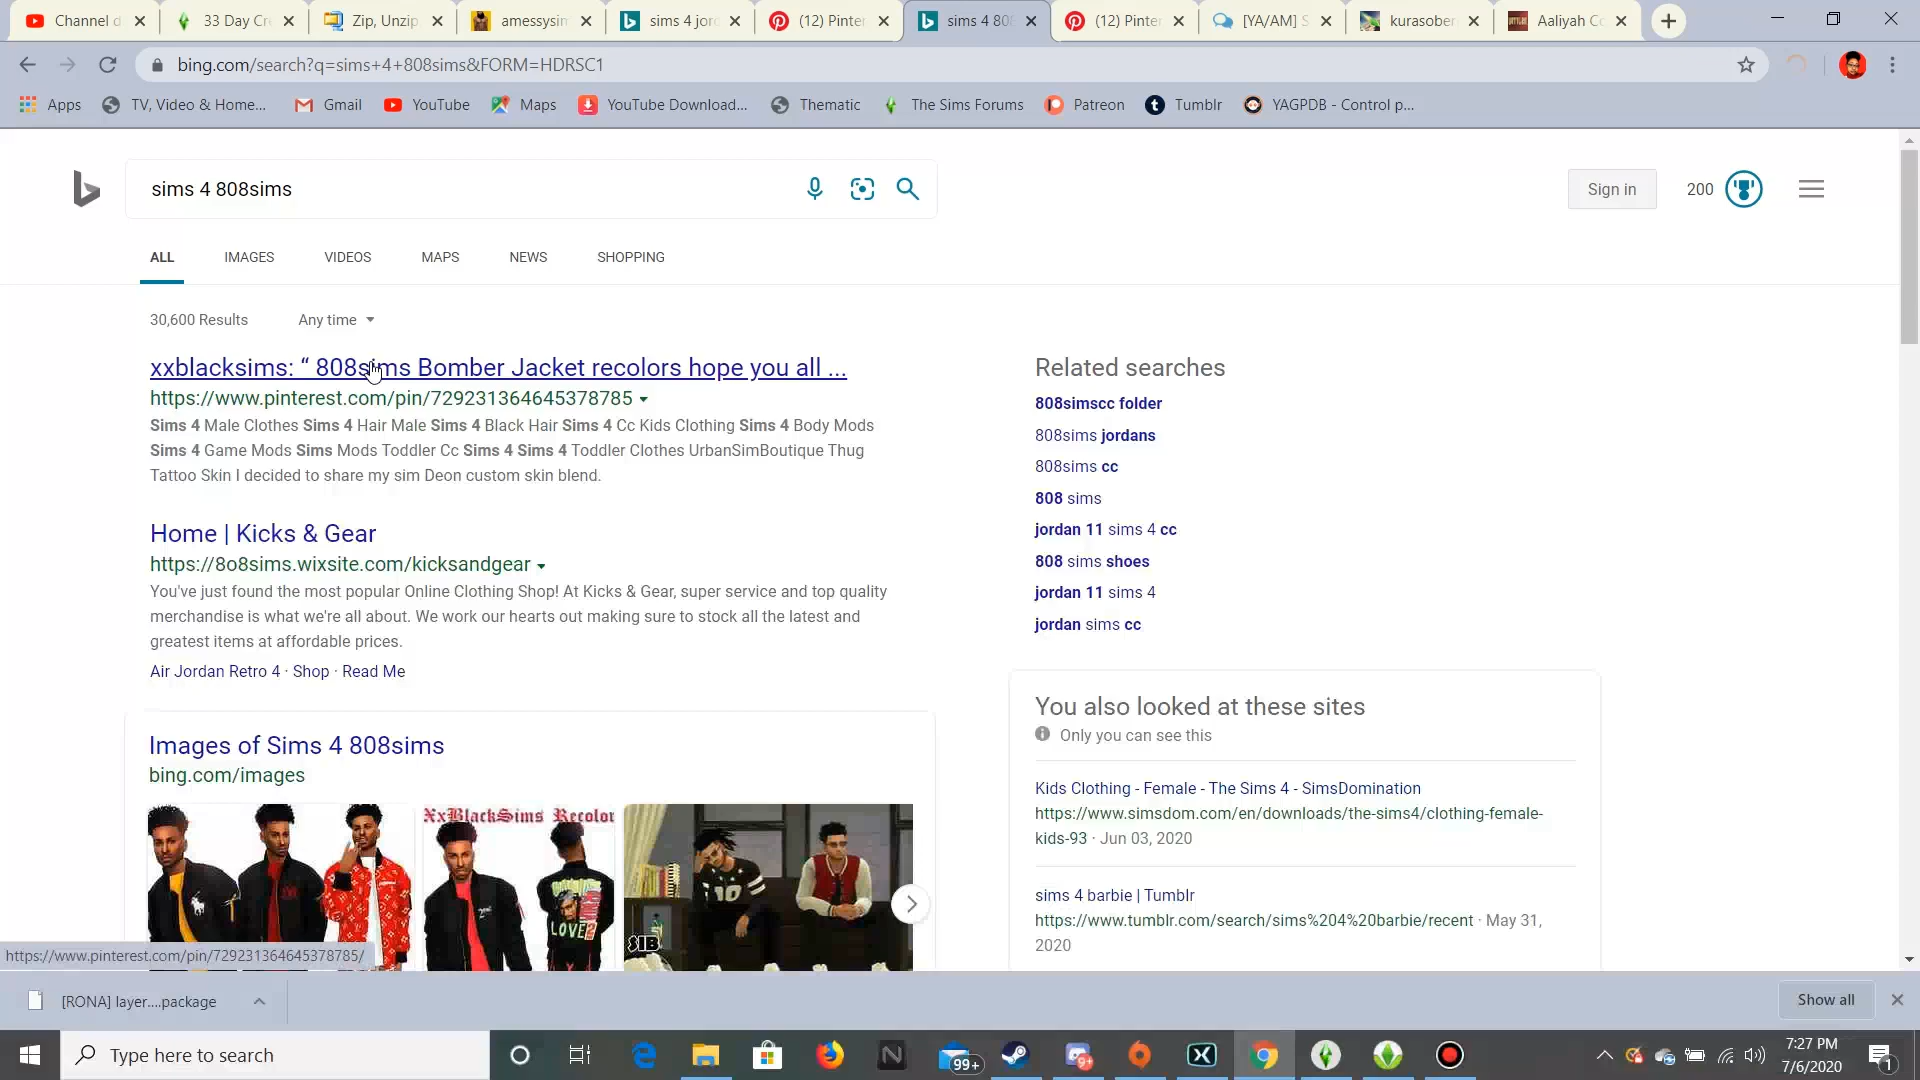 Channel d
33 Day Cr
Zip, Unzip
amessysim
sims 4 jor
(12) Pinter
sims 4 808
(12) Pinter
[YA/AM] S
kurasober
Aaliyah Co
bing.com/search?q=sims+4+808sims&FORM=HDRSC1
Apps
TV, Video & Home...
Gmail
YouTube
Maps
YouTube Download...
Thematic
The Sims Forums
Patreon
Tumblr
YAGPDB - Control p...
sims 4 808sims
Sign in
200
ALL
IMAGES
VIDEOS
MAPS
NEWS
SHOPPING
30,600 Results
Any time
xxblacksims: “ 808sims Bomber Jacket recolors hope you all ...
https://www.pinterest.com/pin/729231364645378785
Sims 4 Male Clothes Sims 4 Hair Male Sims 4 Black Hair Sims 4 Cc Kids Clothing Sims 4 Body Mods
Sims 4 Game Mods Sims Mods Toddler Cc Sims 4 Sims 4 Toddler Clothes UrbanSimBoutique Thug
Tattoo Skin I decided to share my sim Deon custom skin blend.
Home | Kicks & Gear
https://8o8sims.wixsite.com/kicksandgear
You've just found the most popular Online Clothing Shop! At Kicks & Gear, super service and top quality
merchandise is what we're all about. We work our hearts out making sure to stock all the latest and
greatest items at affordable prices.
Air Jordan Retro 4 · Shop · Read Me
Images of Sims 4 808sims
bing.com/images
XxBlackSims Recolor
LOVE
10
SIB
Related searches
808simscc folder
808sims jordans
808sims cc
808 sims
jordan 11 sims 4 cc
808 sims shoes
jordan 11 sims 4
jordan sims cc
You also looked at these sites
Only you can see this
Kids Clothing - Female - The Sims 4 - SimsDomination
https://www.simsdom.com/en/downloads/the-sims4/clothing-female-
kids-93 · Jun 03, 2020
sims 4 barbie | Tumblr
https://www.tumblr.com/search/sims%204%20barbie/recent · May 31,
2020
https://www.pinterest.com/pin/729231364645378785/
[RONA] layer....package
Show all
Type here to search
99+
9+
7:27 PM
7/6/2020
1